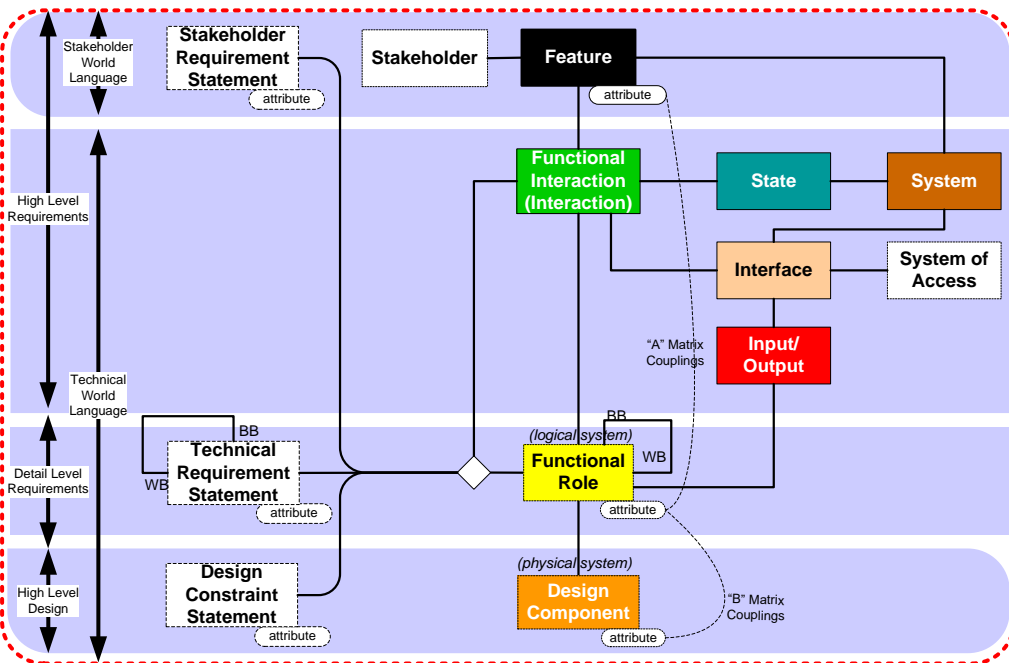 Stakeholder
World
Language
Stakeholder
Requirement
Statement
attribute
Stakeholder
Feature
attribute
High Level
Requirements
Functional
Interaction
(Interaction)
State
System
Interface
System of
Access
Input/
Output
“A” Matrix
Couplings
Technical
World
Language
Detail Level
Requirements
BB
WB
Technical
Requirement
Statement
attribute
(logical system)
BB
WB
Functional
Role
attribute
High Level
Design
Design
Constraint
Statement
attribute
(physical system)
Design
Component
attribute
“B” Matrix
Couplings